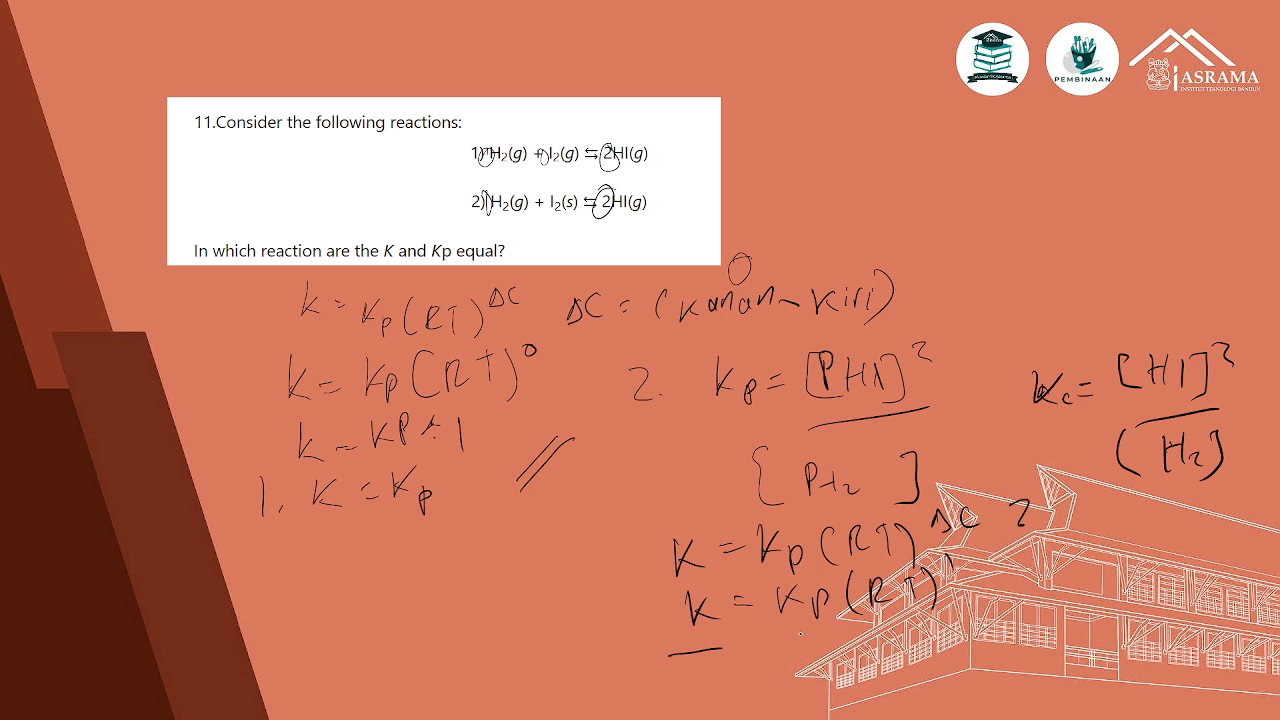 PEMBINAAN
ASRAMA
INSTITUT TEKNOLOGI BANDUNG
11.Consider the following reactions:
1) H₂(g) + I₂(g) ⇆ 2HI(g)
2) H₂(g) + I₂(s) ⇆ 2HI(g)
In which reaction are the K and Kp equal?
K = Kp (RT)^ΔC ΔC = (Kanan - Kiri)
0
K = Kp (RT)^0
K = KP × 1
1. K = Kp
2. Kp = [PHI]²
[PH₂]
Kc = [HI]²
(H₂]
K = Kp (RT)^ΔC 2
K = Kp (RT)^1